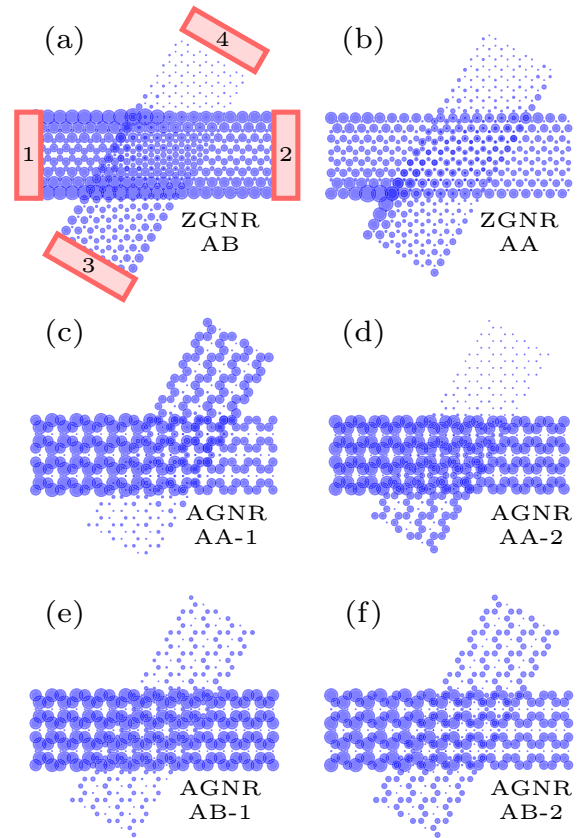 (a)
4
(b)
1
2
3
ZGNR
AB
ZGNR
AA
(c)
(d)
AGNR
AA-1
AGNR
AA-2
(e)
(f)
AGNR
AB-1
AGNR
AB-2